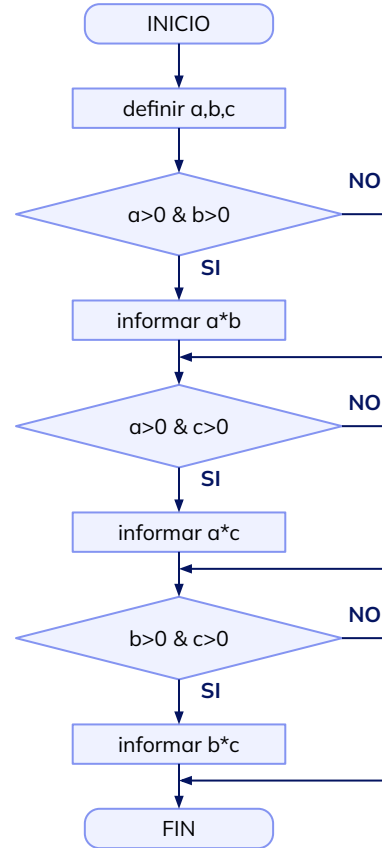 INICIO
definir a,b,c
a>0 & b>0
NO
SI
informar a*b
a>0 & c>0
NO
SI
informar a*c
b>0 & c>0
NO
SI
informar b*c
FIN